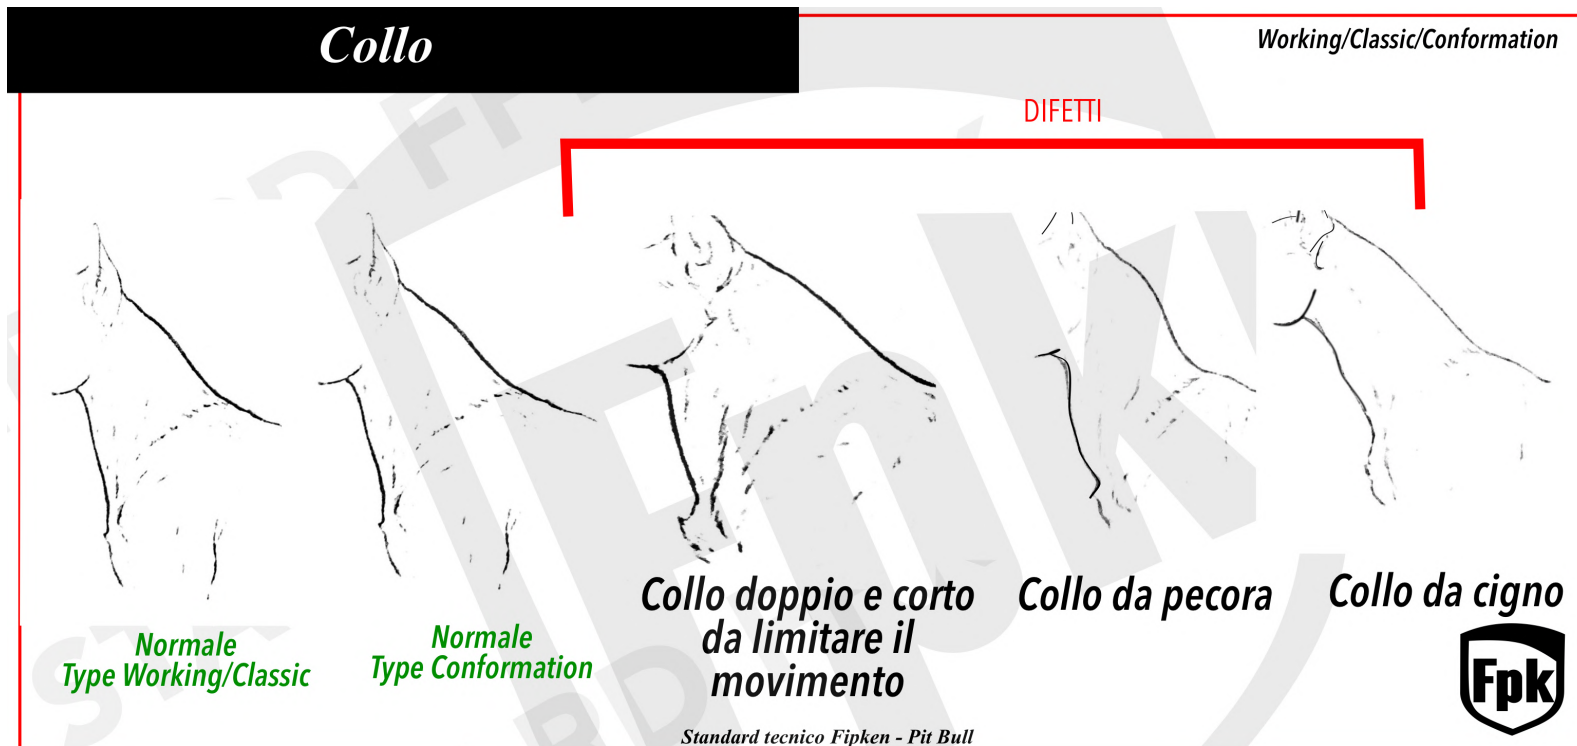 Collo
Working/Classic/Conformation
DIFETTI
Normale
Type Working/Classic
Normale
Type Conformation
Collo doppio e corto
da limitare il
movimento
Collo da pecora
Collo da cigno
Fpk
Standard tecnico Fipken - Pit Bull